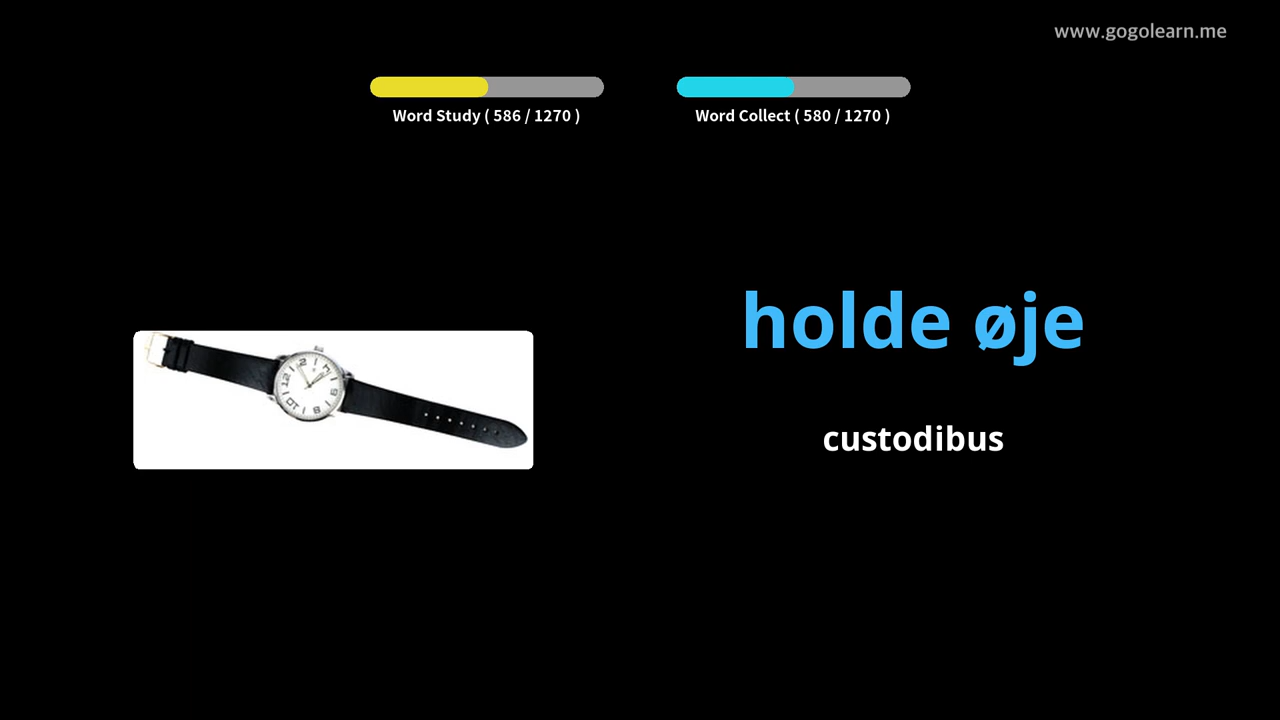 www.gogolearn.me
Word Study ( 586 / 1270 )
Word Collect ( 580 / 1270 )
holde øje
custodibus